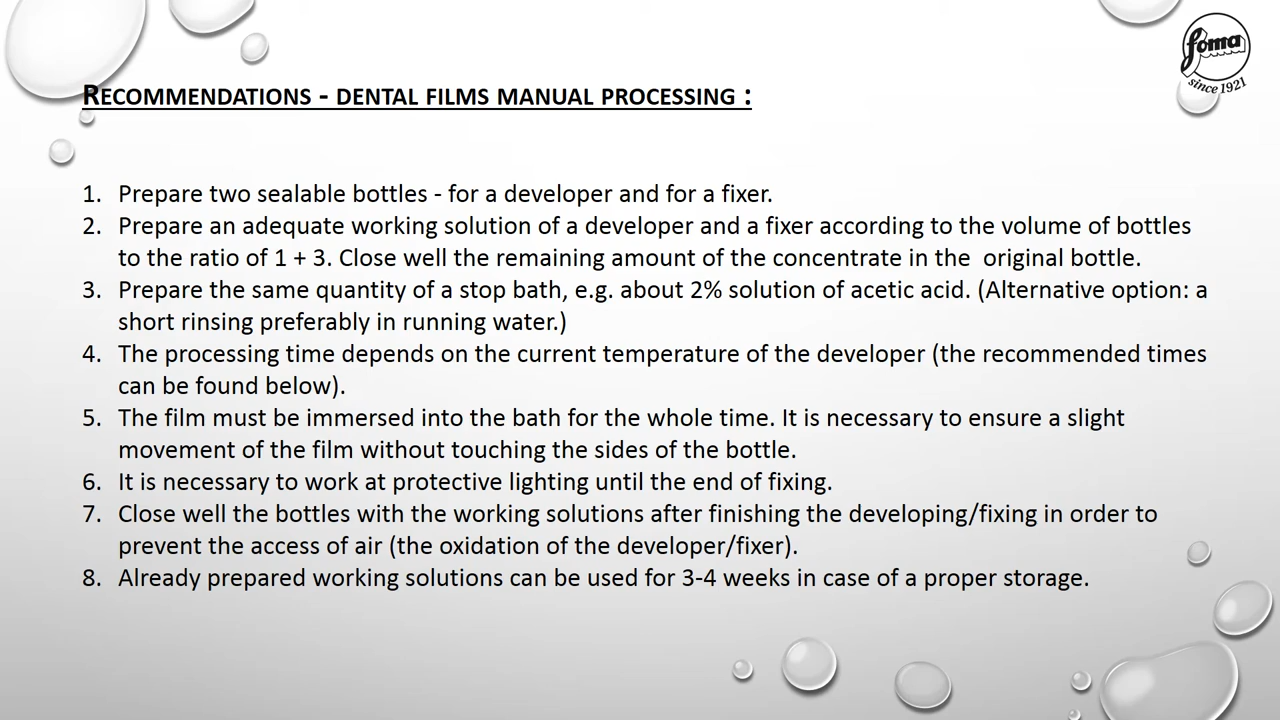 RECOMMENDATIONS - DENTAL FILMS MANUAL PROCESSING :
foma
since 1921
1. Prepare two sealable bottles - for a developer and for a fixer.
2. Prepare an adequate working solution of a developer and a fixer according to the volume of bottles
to the ratio of 1 + 3. Close well the remaining amount of the concentrate in the  original bottle.
3. Prepare the same quantity of a stop bath, e.g. about 2% solution of acetic acid. (Alternative option: a
short rinsing preferably in running water.)
4. The processing time depends on the current temperature of the developer (the recommended times
can be found below).
5. The film must be immersed into the bath for the whole time. It is necessary to ensure a slight
movement of the film without touching the sides of the bottle.
6. It is necessary to work at protective lighting until the end of fixing.
7. Close well the bottles with the working solutions after finishing the developing/fixing in order to
prevent the access of air (the oxidation of the developer/fixer).
8. Already prepared working solutions can be used for 3-4 weeks in case of a proper storage.